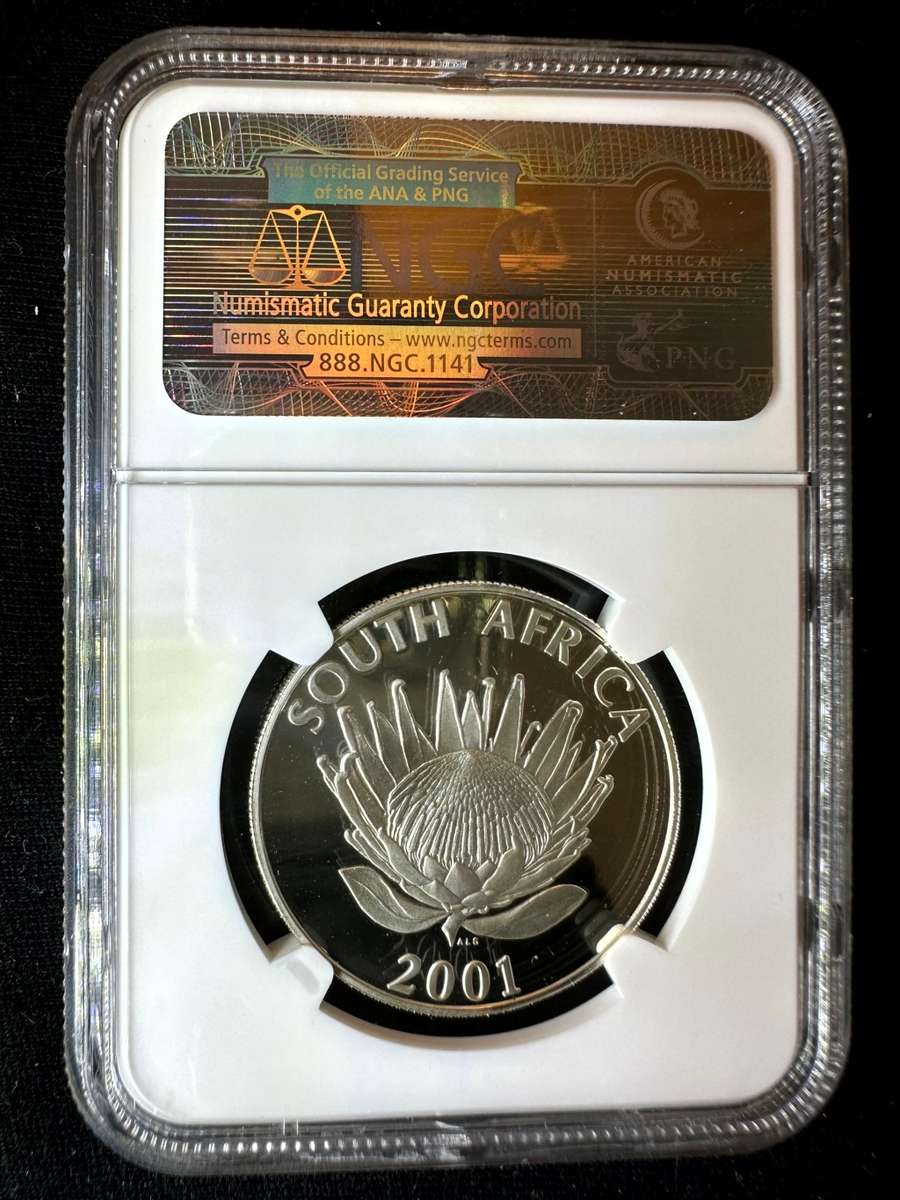 The Official Grading Service
of the ANA & PNG
NGC
Numismatic Guaranty Corporation
Terms & Conditions – www.ngcterms.com
888.NGC.1141
AMERICAN
NUMISMATIC
ASSOCIATION
PNG
SOUTH AFRICA
ALS
2001